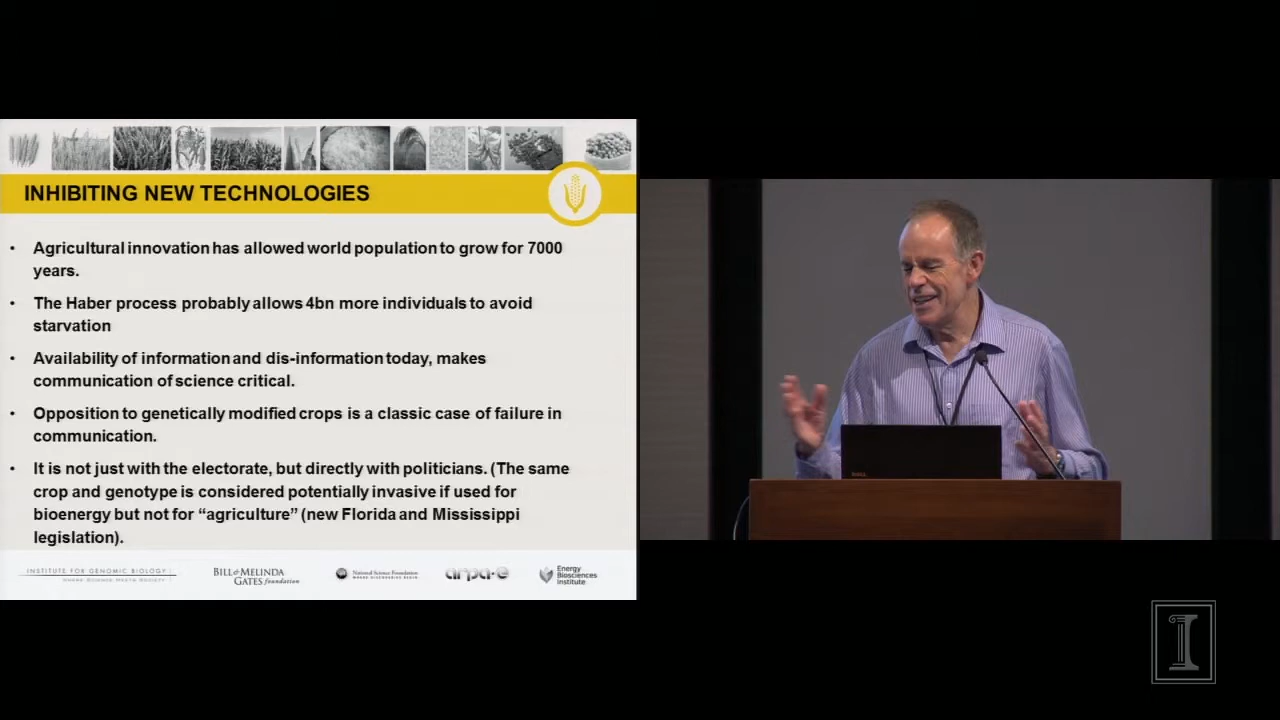 INHIBITING NEW TECHNOLOGIES
• Agricultural innovation has allowed world population to grow for 7000
years.
• The Haber process probably allows 4bn more individuals to avoid
starvation
• Availability of information and dis-information today, makes
communication of science critical.
• Opposition to genetically modified crops is a classic case of failure in
communication.
• It is not just with the electorate, but directly with politicians. (The same
crop and genotype is considered potentially invasive if used for
bioenergy but not for “agriculture” (new Florida and Mississippi
legislation).
INSTITUTE FOR GENOMIC BIOLOGY
BILL & MELINDA
GATES foundation
National Science Foundation
WHERE DISCOVERIES BEGIN
arpa·e
Energy
Biosciences
Institute
DELL
I